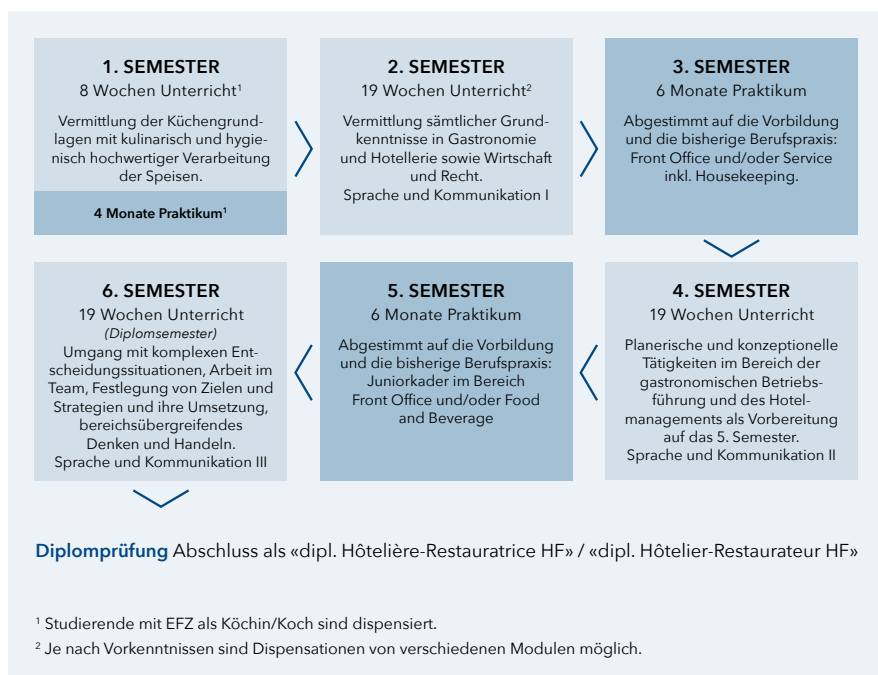 1. SEMESTER
8 Wochen Unterricht¹
Vermittlung der Küchengrund-
lagen mit kulinarisch und hygie-
nisch hochwertiger Verarbeitung
der Speisen.
4 Monate Praktikum¹
2. SEMESTER
19 Wochen Unterricht²
Vermittlung sämtlicher Grund-
kenntnisse in Gastronomie
und Hotellerie sowie Wirtschaft
und Recht.
Sprache und Kommunikation I
3. SEMESTER
6 Monate Praktikum
Abgestimmt auf die Vorbildung
und die bisherige Berufspraxis:
Front Office und/oder Service
inkl. Housekeeping.
4. SEMESTER
19 Wochen Unterricht
Planerische und konzeptionelle
Tätigkeiten im Bereich der
gastronomischen Betriebs-
führung und des Hotel-
managements als Vorbereitung
auf das 5. Semester.
Sprache und Kommunikation II
5. SEMESTER
6 Monate Praktikum
Abgestimmt auf die Vorbildung
und die bisherige Berufspraxis:
Juniorkader im Bereich
Front Office und/oder Food
and Beverage
6. SEMESTER
19 Wochen Unterricht
(Diplomsemester)
Umgang mit komplexen Ent-
scheidungssituationen, Arbeit im
Team, Festlegung von Zielen und
Strategien und ihre Umsetzung,
bereichsübergreifendes
Denken und Handeln.
Sprache und Kommunikation III
Diplomprüfung Abschluss als «dipl. Hôtelière-Restauratrice HF» / «dipl. Hôtelier-Restaurateur HF»
¹ Studierende mit EFZ als Köchin/Koch sind dispensiert.
² Je nach Vorkenntnissen sind Dispensationen von verschiedenen Modulen möglich.